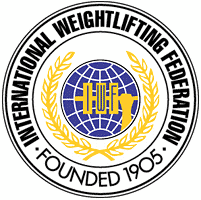 · INTERNATIONAL WEIGHTLIFTING FEDERATION ·
IWF
FOUNDED 1905